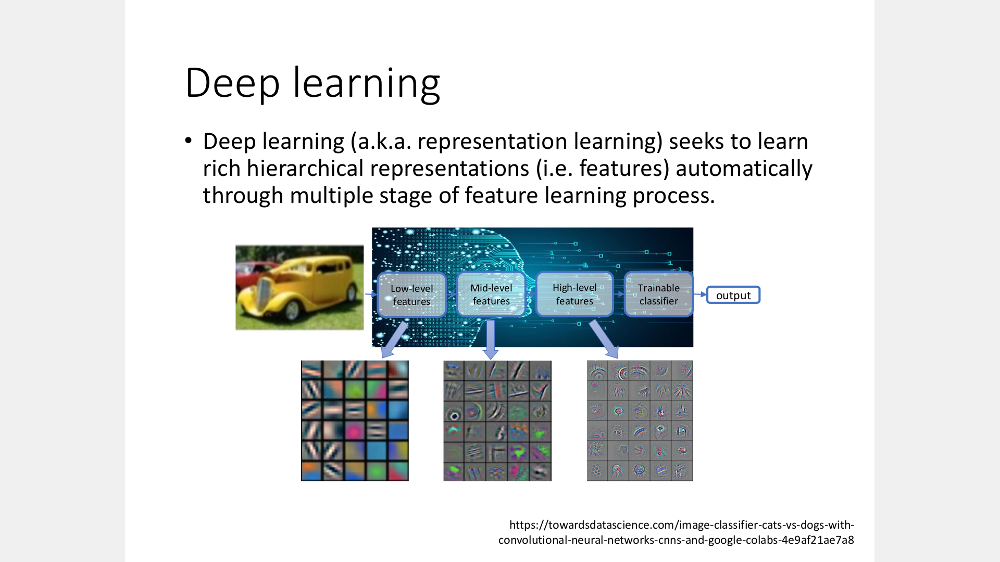 Deep learning
• Deep learning (a.k.a. representation learning) seeks to learn
rich hierarchical representations (i.e. features) automatically
through multiple stage of feature learning process.
Low-level
features
Mid-level
features
High-level
features
Trainable
classifier
output
https://towardsdatascience.com/image-classifier-cats-vs-dogs-with-
convolutional-neural-networks-cnns-and-google-colabs-4e9af21ae7a8